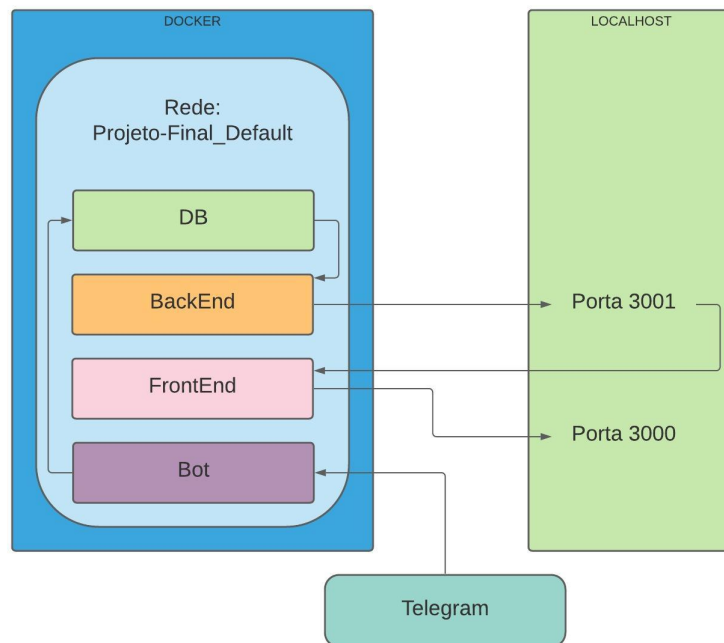 DOCKER
LOCALHOST
Rede:
Projeto-Final_Default
DB
BackEnd
Porta 3001
FrontEnd
Porta 3000
Bot
Telegram